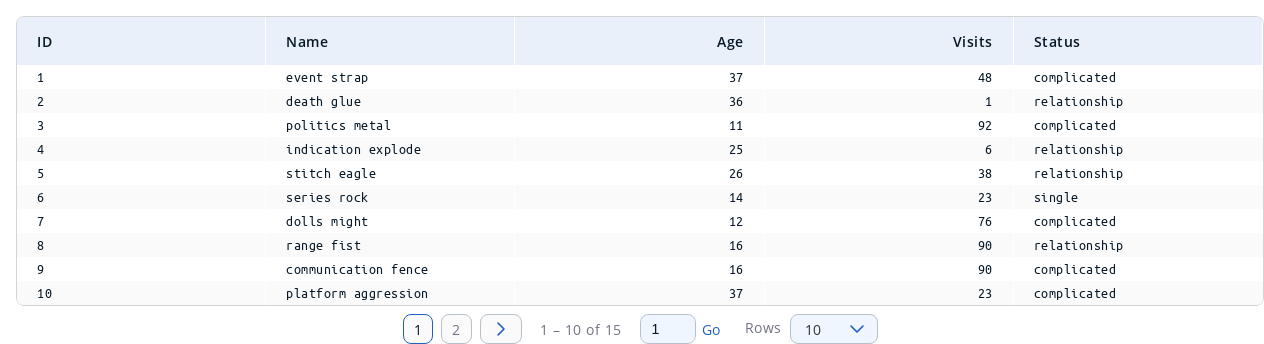 ID Name Age Visits Status
1 event strap 37 48 complicated
2 death glue 36 1 relationship
3 politics metal 11 92 complicated
4 indication explode 25 6 relationship
5 stitch eagle 26 38 relationship
6 series rock 14 23 single
7 dolls might 12 76 complicated
8 range fist 16 90 relationship
9 communication fence 16 90 complicated
10 platform aggression 37 23 complicated
1 2 1 – 10 of 15 1 Go Rows 10